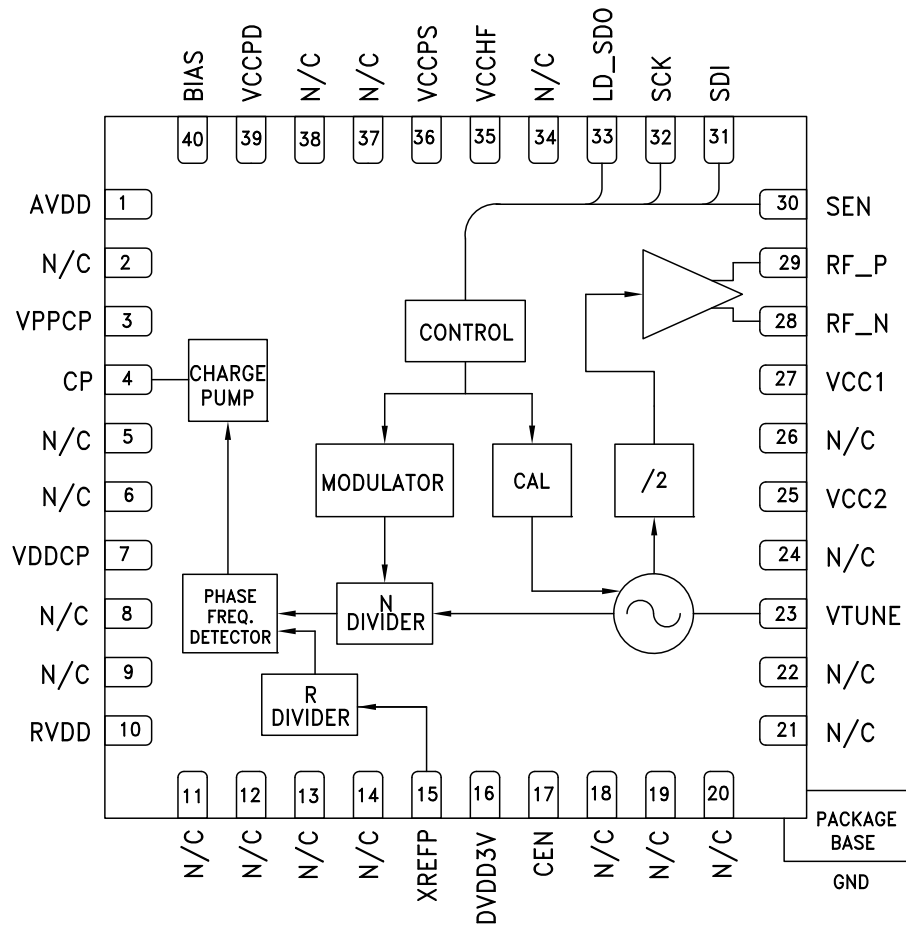 BIAS
VCCPD
N/C
N/C
VCCPS
VCCHF
N/C
LD_SDO
SCK
SDI
40
39
38
37
36
35
34
33
32
31
AVDD
1
N/C
2
VPPCP
3
CP
4
N/C
5
N/C
6
VDDCP
7
N/C
8
N/C
9
RVDD
10
30
SEN
29
RF_P
28
RF_N
27
VCC1
26
N/C
25
VCC2
24
N/C
23
VTUNE
22
N/C
21
N/C
CONTROL
CHARGE
PUMP
MODULATOR
CAL
/2
PHASE
FREQ.
DETECTOR
N
DIVIDER
R
DIVIDER
11
12
13
14
15
16
17
18
19
20
N/C
N/C
N/C
N/C
XREFP
DVDD3V
CEN
N/C
N/C
N/C
PACKAGE
BASE
GND